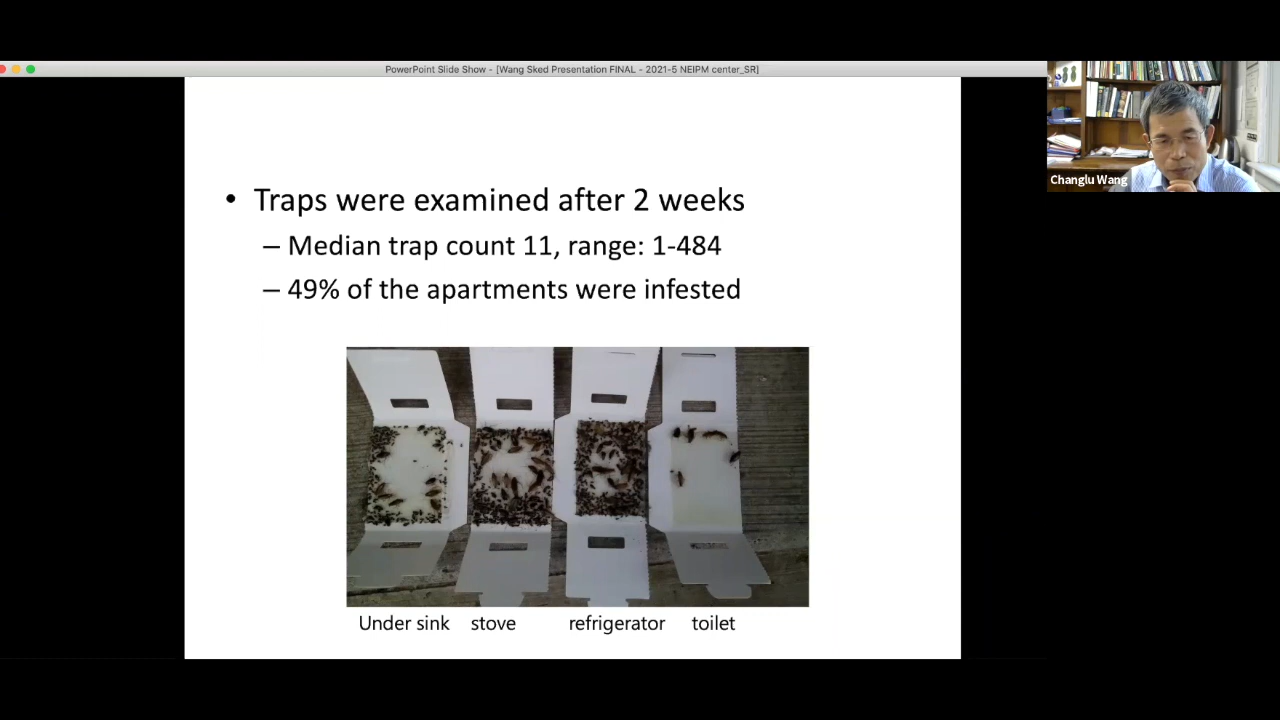 PowerPoint Slide Show - [Wang Sked Presentation FINAL - 2021-5 NEIPM center_SR]
Changlu Wang
• Traps were examined after 2 weeks
– Median trap count 11, range: 1-484
– 49% of the apartments were infested
Under sink stove refrigerator toilet